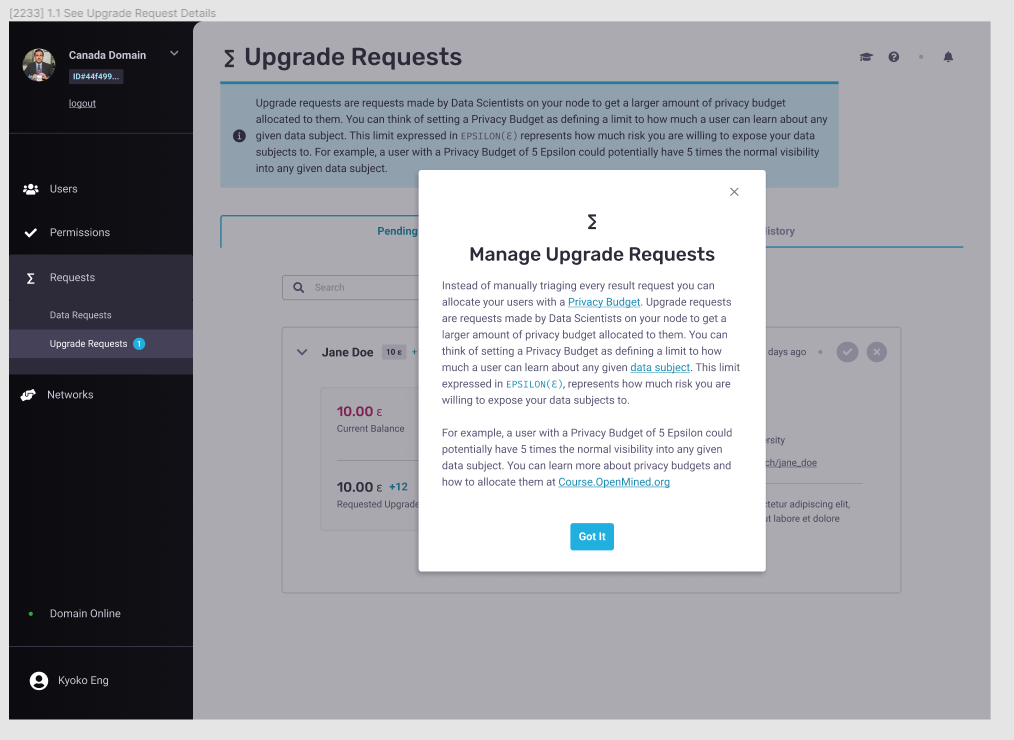 [2233] 1.1 See Upgrade Request Details
Canada Domain
ID#44f499...
logout
Users
Permissions
Requests
Data Requests
Upgrade Requests 1
Networks
Domain Online
Kyoko Eng
Σ Upgrade Requests
Upgrade requests are requests made by Data Scientists on your node to get a larger amount of privacy budget
allocated to them. You can think of setting a Privacy Budget as defining a limit to how much a user can learn about any
given data subject. This limit expressed in EPSILON(Ɛ) represents how much risk you are willing to expose your data
subjects to. For example, a user with a Privacy Budget of 5 Epsilon could potentially have 5 times the normal visibility
into any given data subject.
Pending
Search
Jane Doe 10 ε +
days ago
10.00 ε
Current Balance
10.00 ε +12
Requested Upgrade
ch/jane_doe
adipiscing elit,
labore et dolore
Σ
Manage Upgrade Requests
Instead of manually triaging every result request you can
allocate your users with a Privacy Budget. Upgrade requests
are requests made by Data Scientists on your node to get a
larger amount of privacy budget allocated to them. You can
think of setting a Privacy Budget as defining a limit to how
much a user can learn about any given data subject. This limit
expressed in EPSILON(Ɛ), represents how much risk you are
willing to expose your data subjects to.
For example, a user with a Privacy Budget of 5 Epsilon could
potentially have 5 times the normal visibility into any given
data subject. You can learn more about privacy budgets and
how to allocate them at Course.OpenMined.org
Got It